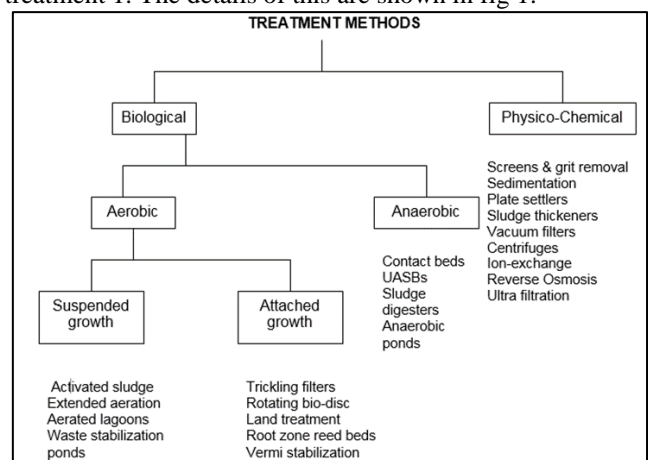 treatment 1. The details of this are shown in fig 1.
TREATMENT METHODS
Biological
Physico-Chemical
Screens & grit removal
Sedimentation
Plate settlers
Sludge thickeners
Vacuum filters
Centrifuges
Ion-exchange
Reverse Osmosis
Ultra filtration
Aerobic
Anaerobic
Contact beds
UASBs
Sludge
digesters
Anaerobic
ponds
Suspended
growth
Attached
growth
Activated sludge
Extended aeration
Aerated lagoons
Waste stabilization
ponds
Trickling filters
Rotating bio-disc
Land treatment
Root zone reed beds
Vermi stabilization